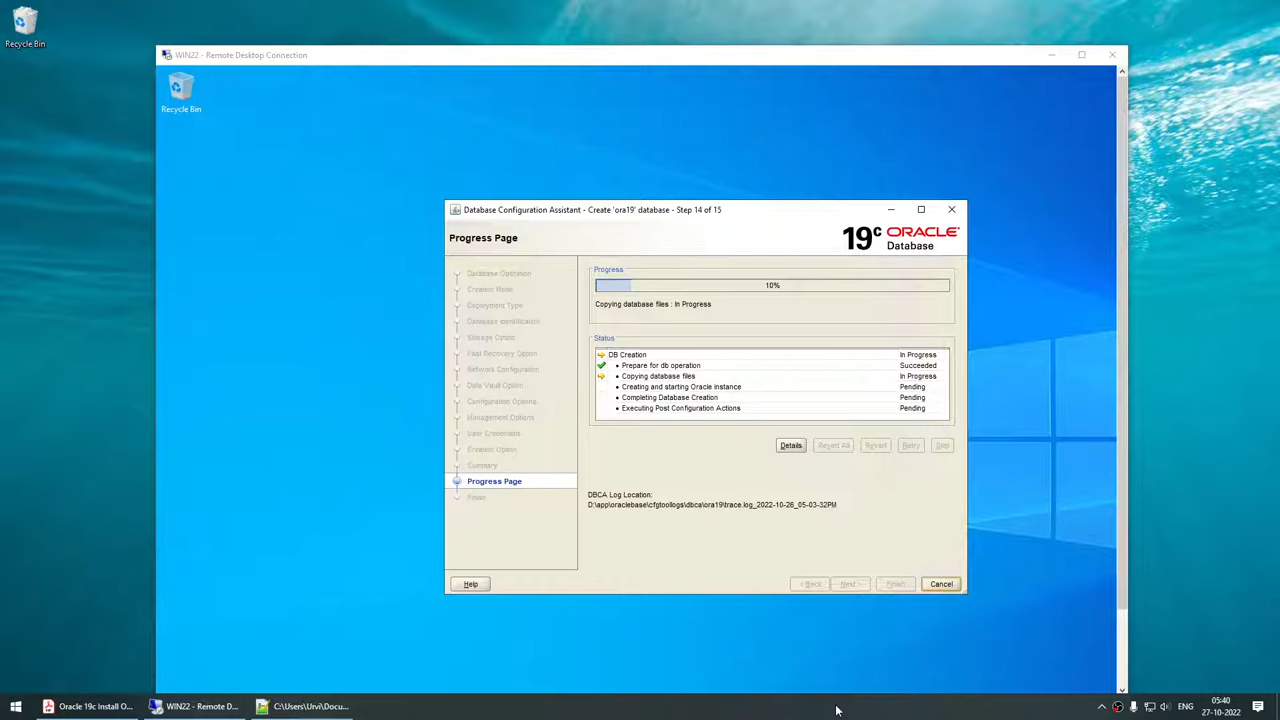 Recycle Bin
WIN22 - Remote Desktop Connection
Recycle Bin
Database Configuration Assistant - Create 'ora19' database - Step 14 of 15
Progress Page
19c ORACLE
Database
Database Operation
Creation Mode
Deployment Type
Database Identification
Storage Option
Fast Recovery Option
Network Configuration
Data Vault Option
Configuration Options
Management Options
User Credentials
Creation Option
Summary
Progress Page
Finish
Progress
10%
Copying database files : In Progress
Status
DB Creation In Progress
• Prepare for db operation Succeeded
• Copying database files In Progress
• Creating and starting Oracle instance Pending
• Completing Database Creation Pending
• Executing Post Configuration Actions Pending
Details Revert All Revert Retry Skip
DBCA Log Location:
D:\app\oraclebase\cfgtoollogs\dbca\ora19\trace.log_2022-10-26_05-03-32PM
Help < Back Next > Finish Cancel
Oracle 19c Install O... WIN22 - Remote D... C:\Users\Urvi\Docu... ENG 05:40
27-10-2022